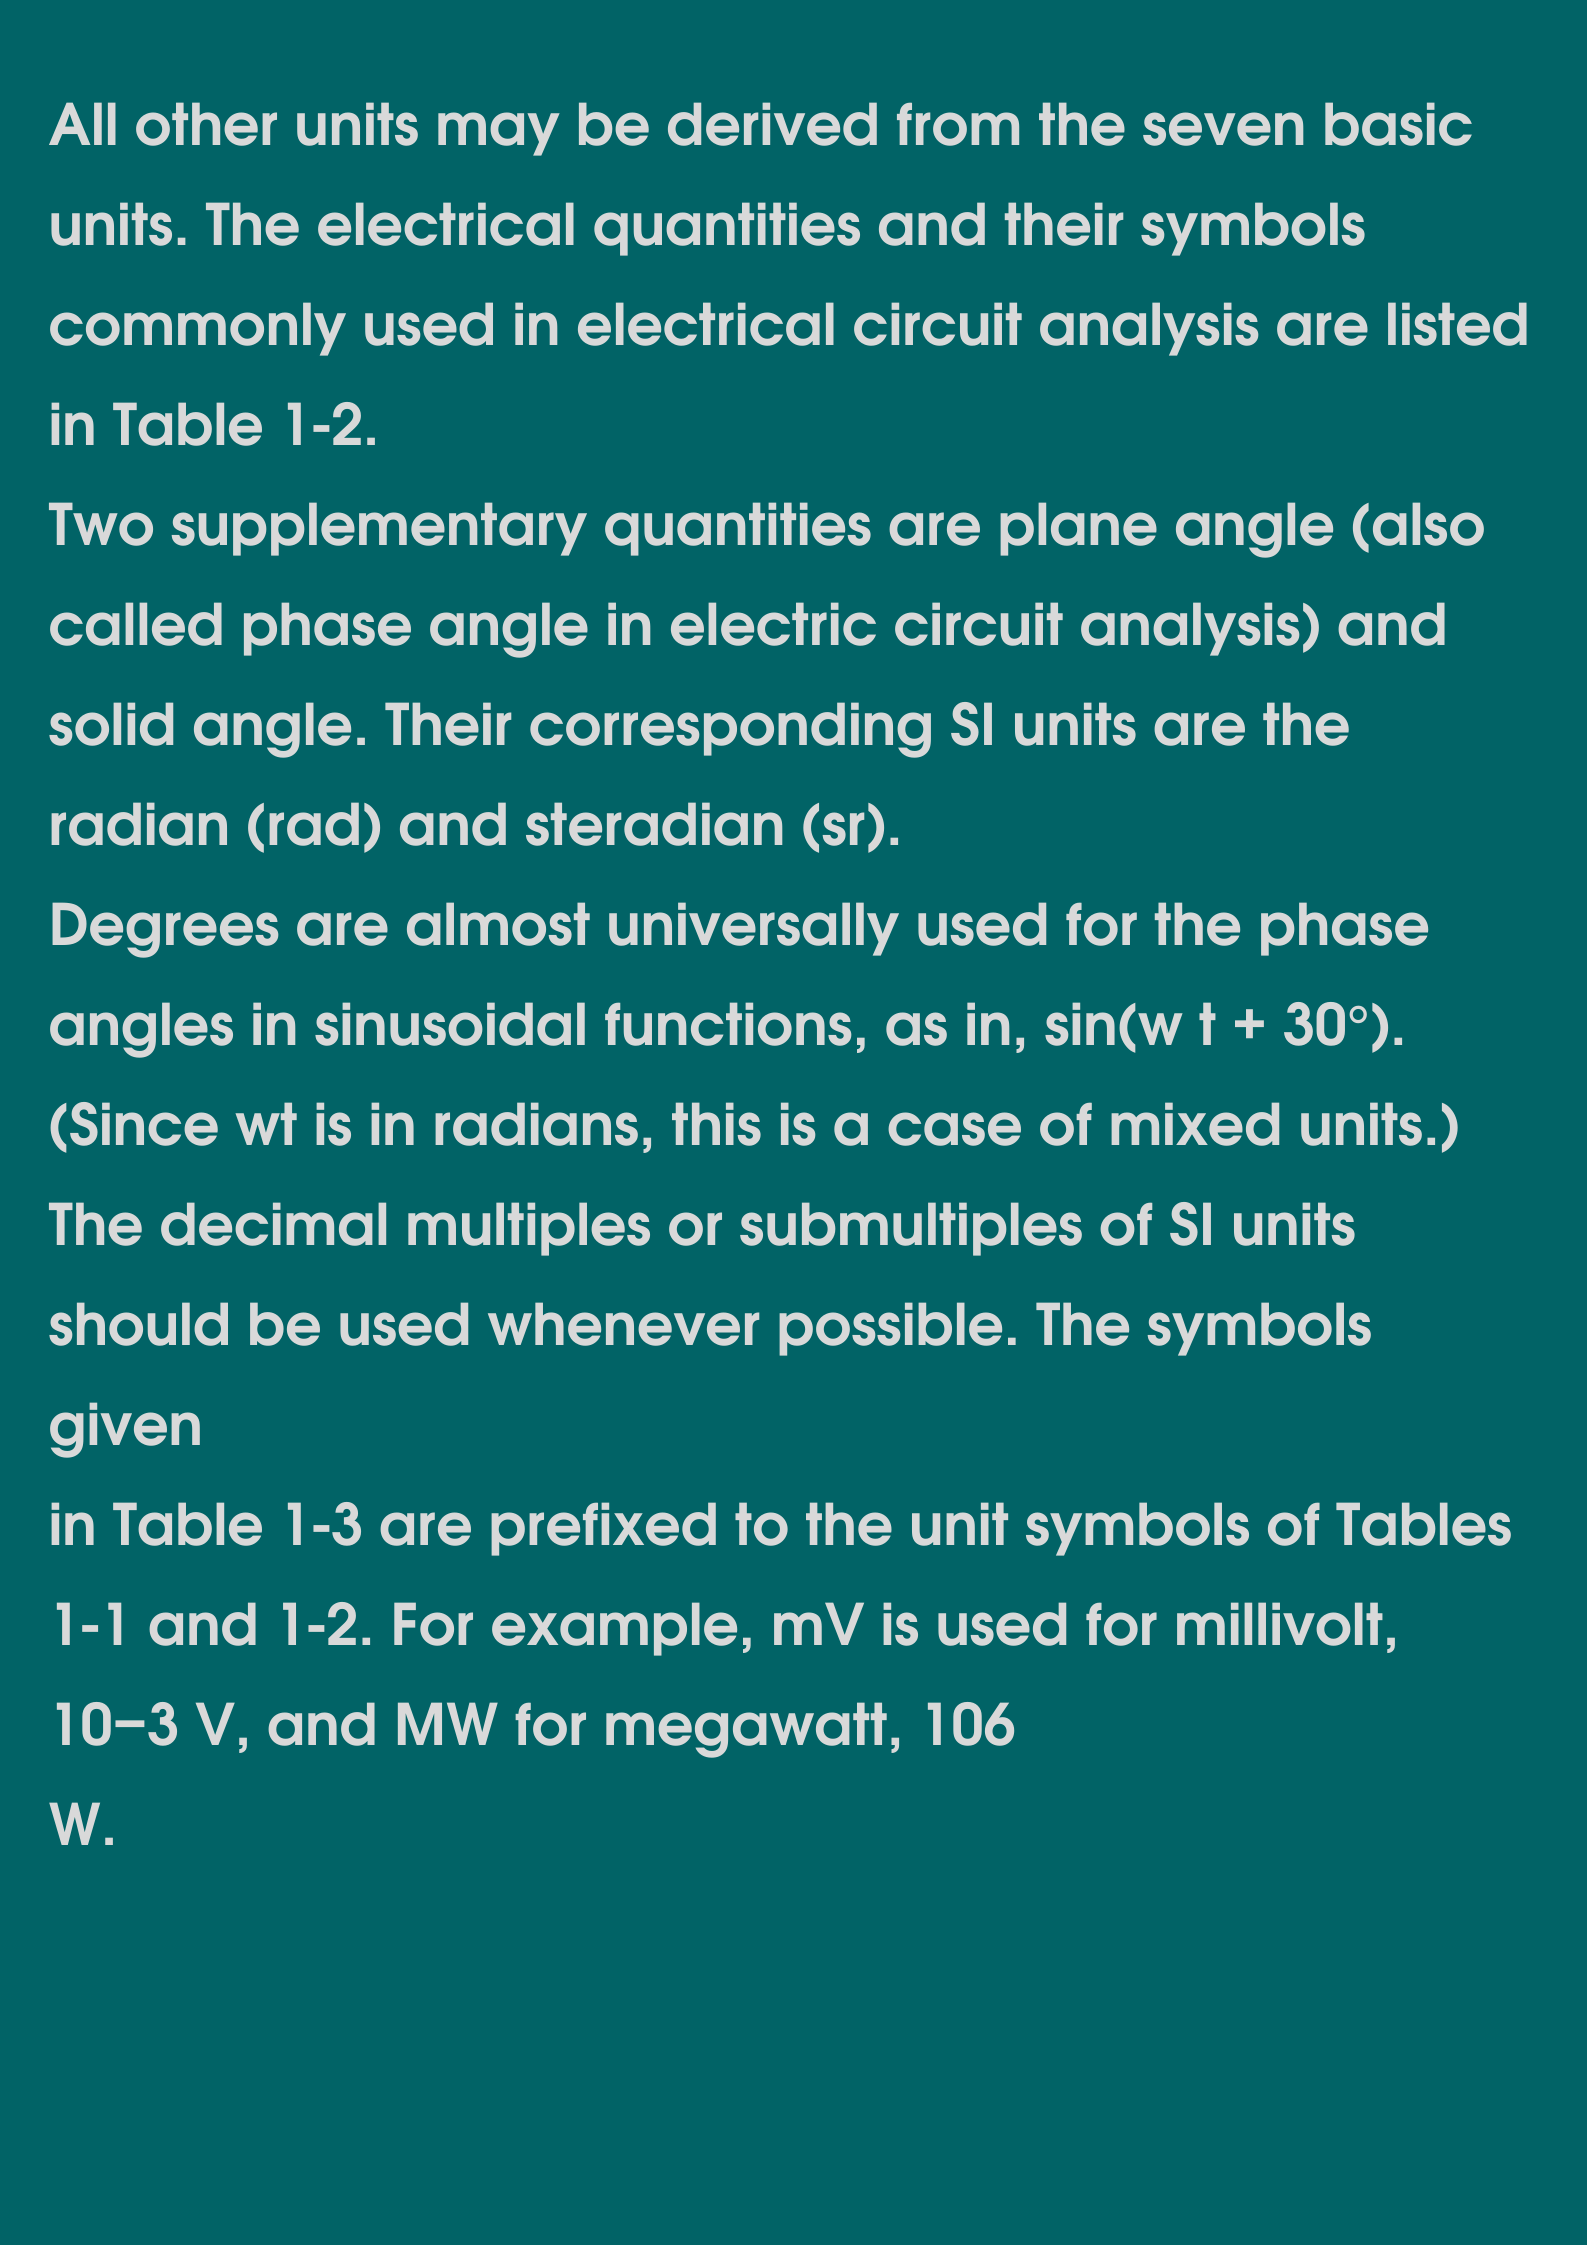 All other units may be derived from the seven basic
units. The electrical quantities and their symbols
commonly used in electrical circuit analysis are listed
in Table 1-2.
Two supplementary quantities are plane angle (also
called phase angle in electric circuit analysis) and
solid angle. Their corresponding SI units are the
radian (rad) and steradian (sr).
Degrees are almost universally used for the phase
angles in sinusoidal functions, as in, sin(w t + 30°).
(Since wt is in radians, this is a case of mixed units.)
The decimal multiples or submultiples of SI units
should be used whenever possible. The symbols
given
in Table 1-3 are prefixed to the unit symbols of Tables
1-1 and 1-2. For example, mV is used for millivolt,
10–3 V, and MW for megawatt, 106
W.